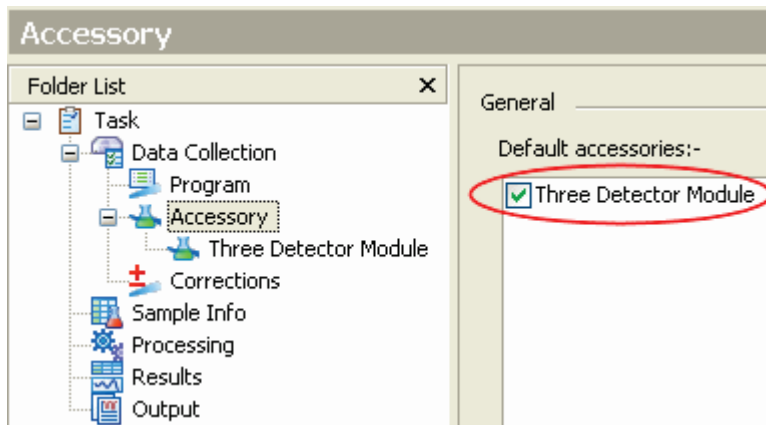 Accessory
Folder List
Task
Data Collection
Program
Accessory
Three Detector Module
Corrections
Sample Info
Processing
Results
Output
General
Default accessories:-
Three Detector Module